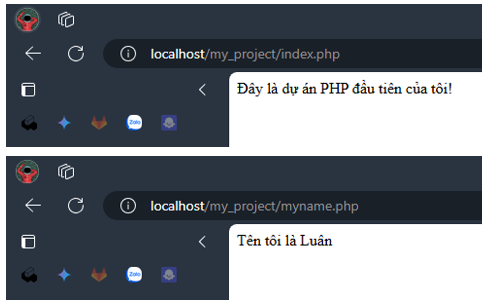 localhost/my_project/index.php
Đây là dự án PHP đầu tiên của tôi!
Zalo
localhost/my_project/myname.php
Tên tôi là Luân
Zalo